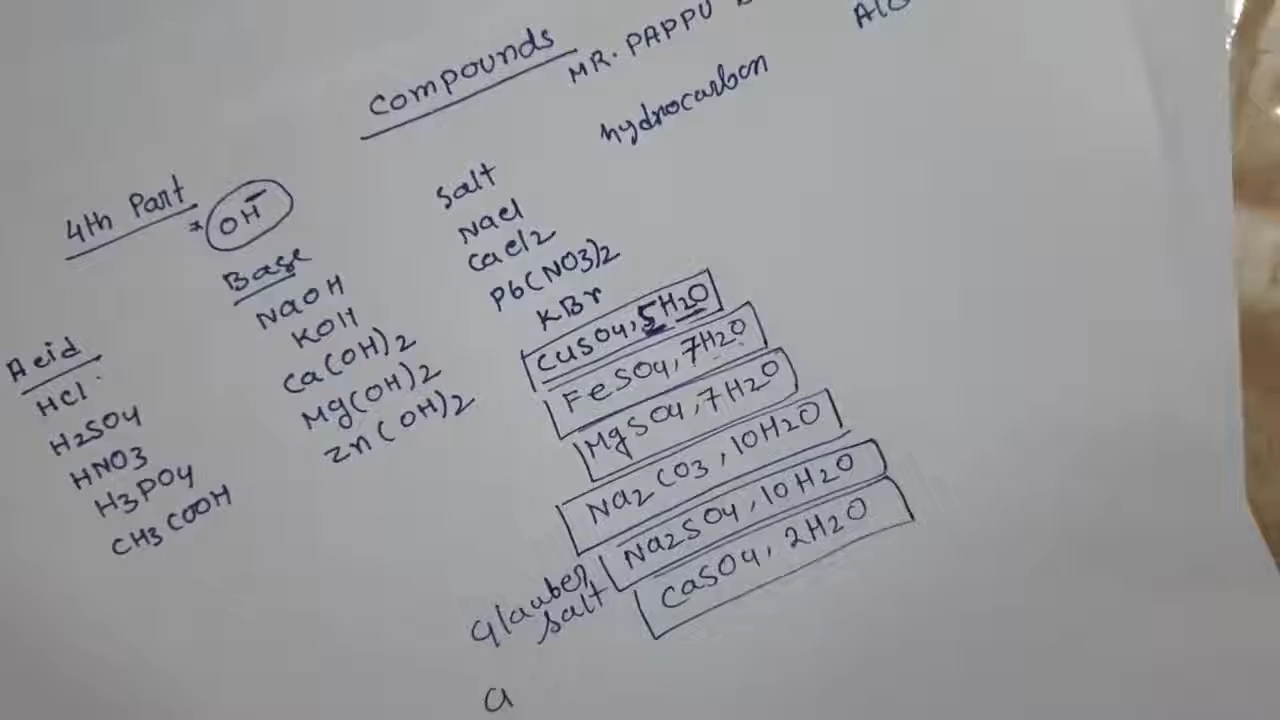 Compounds
MR. PAPPU
hydrocarbon
4th Part
* OH⁻
Acid
HCl
H2SO4
HNO3
H3PO4
CH3COOH
Base
NaOH
KOH
Ca(OH)2
Mg(OH)2
Zn(OH)2
Salt
NaCl
CaCl2
Pb(NO3)2
KBr
CuSO4, 5H2O
FeSO4, 7H2O
MgSO4, 7H2O
Na2CO3, 10H2O
Na2SO4, 10H2O
Glauber salt
CaSO4, 2H2O